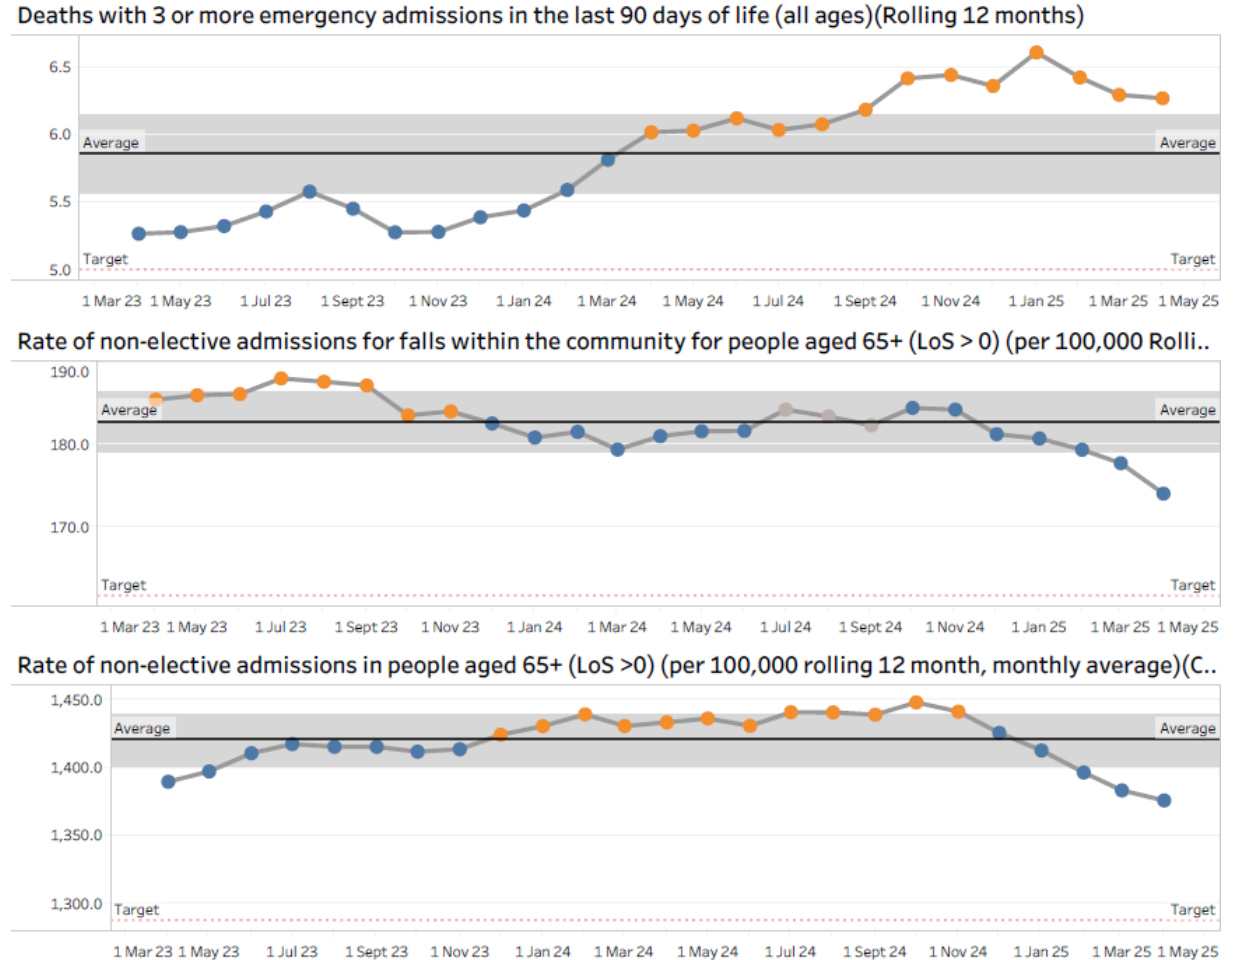 Deaths with 3 or more emergency admissions in the last 90 days of life (all ages)(Rolling 12 months)
6.5
6.0
Average
Average
5.5
Target
Target
5.0
1 Mar 23 1 May 23 1 Jul 23 1 Sept 23 1 Nov 23 1 Jan 24 1 Mar 24 1 May 24 1 Jul 24 1 Sept 24 1 Nov 24 1 Jan 25 1 Mar 25 1 May 25
Rate of non-elective admissions for falls within the community for people aged 65+ (LoS > 0) (per 100,000 Rolli..
190.0
Average
Average
180.0
170.0
Target
Target
1 Mar 23 1 May 23 1 Jul 23 1 Sept 23 1 Nov 23 1 Jan 24 1 Mar 24 1 May 24 1 Jul 24 1 Sept 24 1 Nov 24 1 Jan 25 1 Mar 25 1 May 25
Rate of non-elective admissions in people aged 65+ (LoS >0) (per 100,000 rolling 12 month, monthly average)(C..
1,450.0
Average
Average
1,400.0
1,350.0
1,300.0
Target
Target
1 Mar 23 1 May 23 1 Jul 23 1 Sept 23 1 Nov 23 1 Jan 24 1 Mar 24 1 May 24 1 Jul 24 1 Sept 24 1 Nov 24 1 Jan 25 1 Mar 25 1 May 25